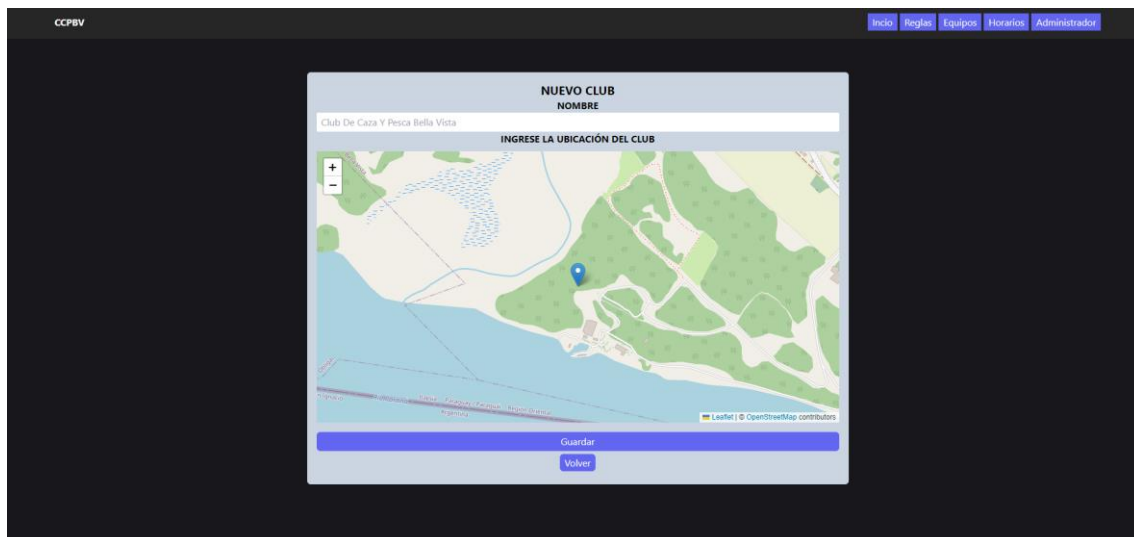 CCPBV
Incio Reglas Equipos Horarios Administrador
NUEVO CLUB
NOMBRE
Club De Caza Y Pesca Bella Vista
INGRESE LA UBICACIÓN DEL CLUB
+
−
Argentina
Leaflet | © OpenStreetMap contributors
Guardar
Volver